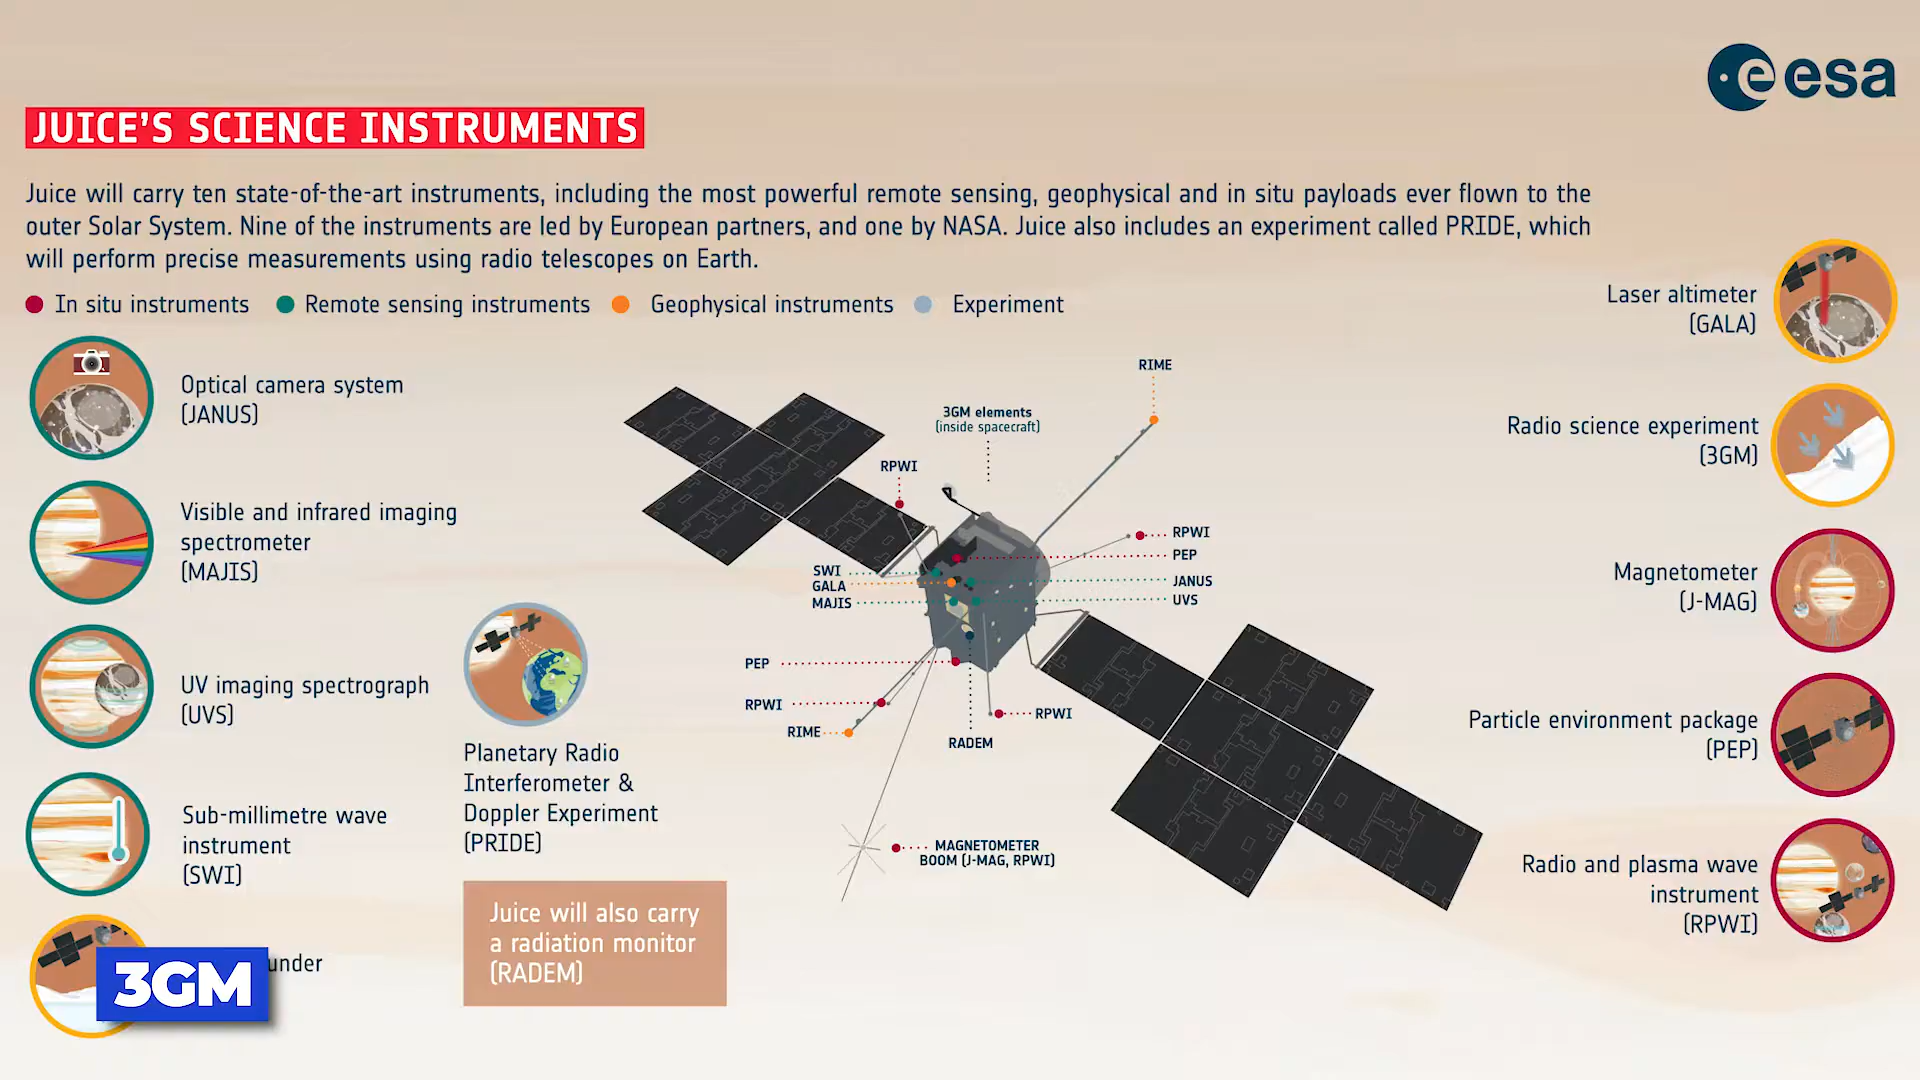 esa
JUICE'S SCIENCE INSTRUMENTS
Juice will carry ten state-of-the-art instruments, including the most powerful remote sensing, geophysical and in situ payloads ever flown to the
outer Solar System. Nine of the instruments are led by European partners, and one by NASA. Juice also includes an experiment called PRIDE, which
will perform precise measurements using radio telescopes on Earth.
In situ instruments
Remote sensing instruments
Geophysical instruments
Experiment
Optical camera system
(JANUS)
Visible and infrared imaging
spectrometer
(MAJIS)
UV imaging spectrograph
(UVS)
Sub-millimetre wave
instrument
(SWI)
under
3GM
Planetary Radio
Interferometer &
Doppler Experiment
(PRIDE)
Juice will also carry
a radiation monitor
(RADEM)
RIME
3GM elements
(inside spacecraft)
RPWI
RPWI
PEP
SWI
GALA
MAJIS
JANUS
UVS
PEP
RPWI
RIME
RPWI
RADEM
MAGNETOMETER
BOOM (J-MAG, RPWI)
Laser altimeter
(GALA)
Radio science experiment
(3GM)
Magnetometer
(J-MAG)
Particle environment package
(PEP)
Radio and plasma wave
instrument
(RPWI)